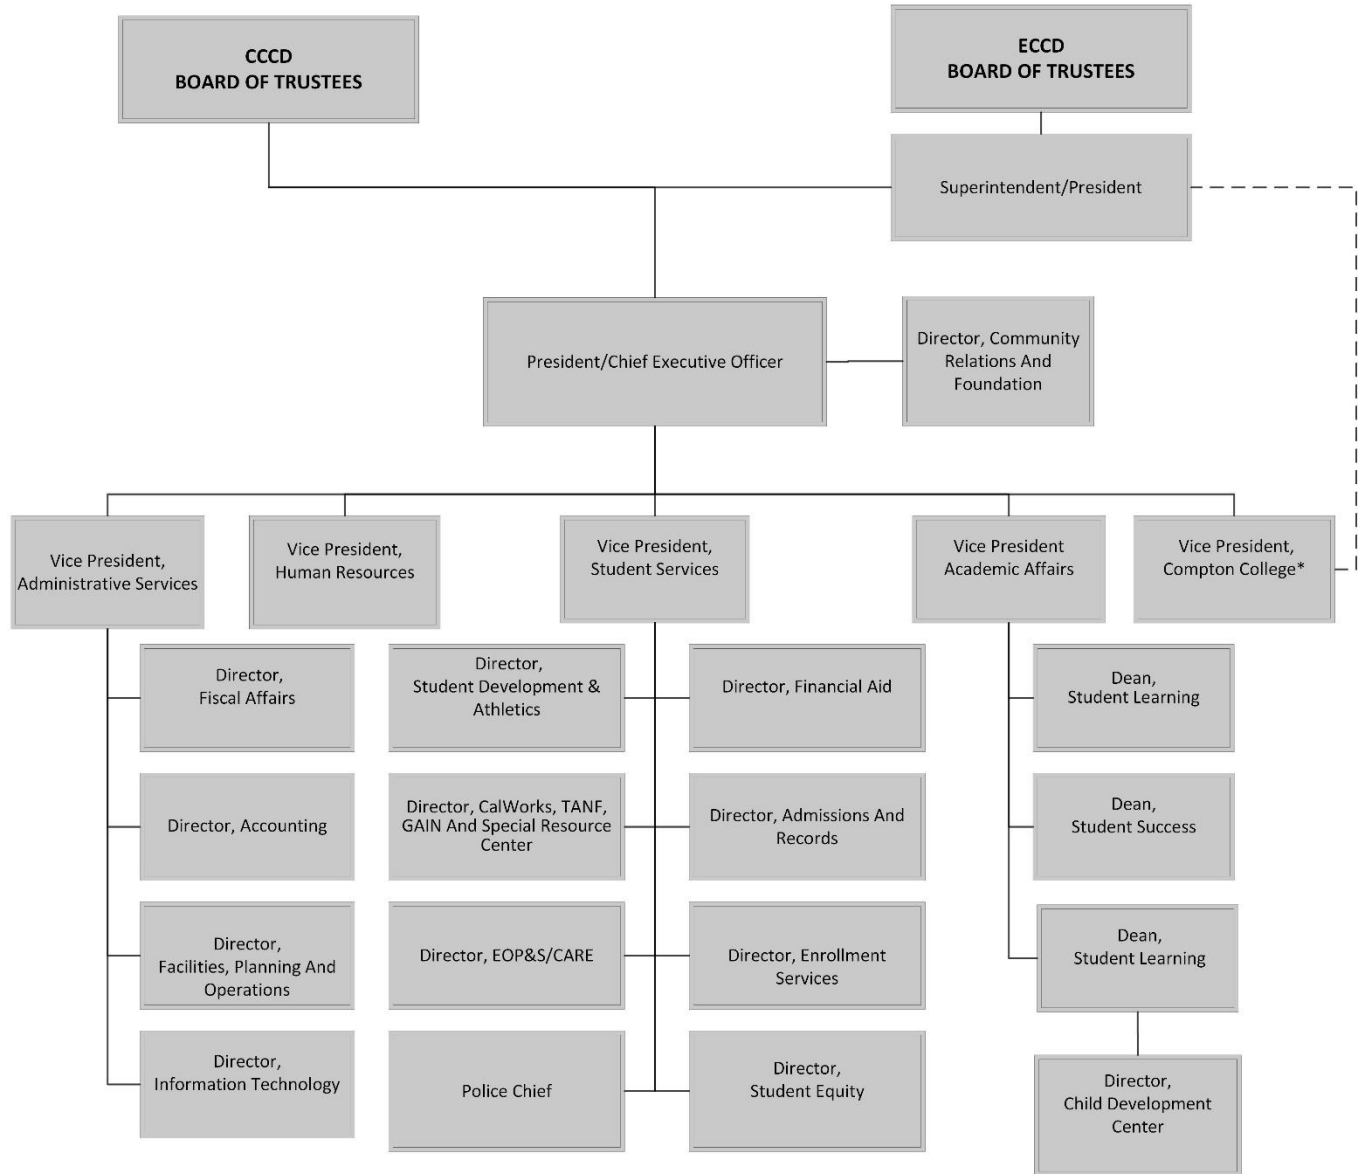 CCCD
BOARD OF TRUSTEES
ECCD
BOARD OF TRUSTEES
Superintendent/President
President/Chief Executive Officer
Director, Community
Relations And
Foundation
Vice President,
Administrative Services
Vice President,
Human Resources
Vice President,
Student Services
Vice President
Academic Affairs
Vice President,
Compton College*
Director,
Fiscal Affairs
Director,
Student Development &
Athletics
Director, Financial Aid
Dean,
Student Learning
Director, Accounting
Director, CalWorks, TANF,
GAIN And Special Resource
Center
Director, Admissions And
Records
Dean,
Student Success
Director,
Facilities, Planning And
Operations
Director, EOP&S/CARE
Director, Enrollment
Services
Dean,
Student Learning
Director,
Information Technology
Police Chief
Director,
Student Equity
Director,
Child Development
Center